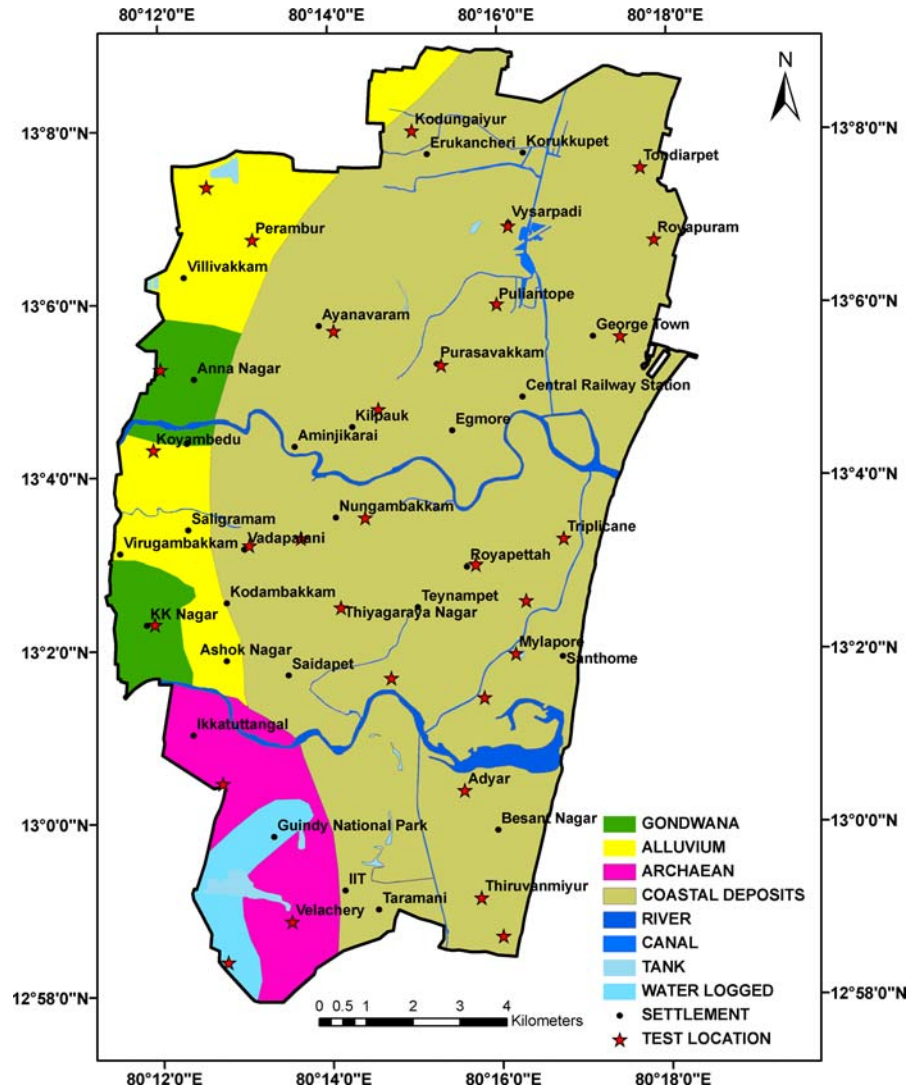 80°12'0"E 80°14'0"E 80°16'0"E 80°18'0"E
N
13°8'0"N 13°8'0"N
Kodungaiyur
Erukancheri Korukkupet
Tondiarpet
Vysarpadi
Perambur Royapuram
Villivakkam
Puliantope
13°6'0"N 13°6'0"N
Ayanavaram George Town
Purasavakkam
Anna Nagar
Central Railway Station
Kilpauk
Koyambedu Aminjikarai Egmore
13°4'0"N 13°4'0"N
Nungambakkam
Saligramam Triplicane
Virugambakkam Vadapalani
Royapettah
Kodambakkam Teynampet
KK Nagar Thiyagaraya Nagar
13°2'0"N 13°2'0"N
Ashok Nagar Mylapore
Saidapet Santhome
Ikkatuttangal
Adyar
13°0'0"N 13°0'0"N
Guindy National Park Besant Nagar
IIT Thiruvanmiyur
Taramani
Velachery
12°58'0"N 12°58'0"N
GONDWANA
ALLUVIUM
ARCHAEAN
COASTAL DEPOSITS
RIVER
CANAL
TANK
WATER LOGGED
SETTLEMENT
TEST LOCATION
0 0.5 1 2 3 4
Kilometers
80°12'0"E 80°14'0"E 80°16'0"E 80°18'0"E